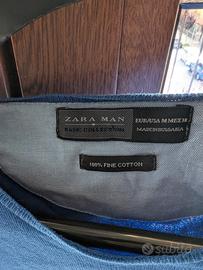 ZARA MAN
BASIC COLLECTION
EUR/USA M MEX 38
MADE IN BULGARIA
100% FINE COTTON
Subito